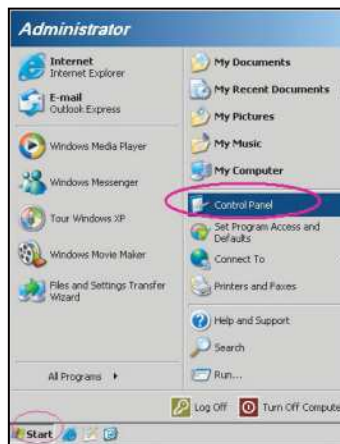 Administrator
Internet
Internet Explorer
E-mail
Outlook Express
Windows Media Player
Windows Messenger
Tour Windows XP
Windows Movie Maker
Files and Settings Transfer
Wizard
All Programs
My Documents
My Recent Documents
My Pictures
My Music
My Computer
Control Panel
Set Program Access and
Defaults
Connect To
Printers and Faxes
Help and Support
Search
Run...
Log Off
Turn Off Compute
Start